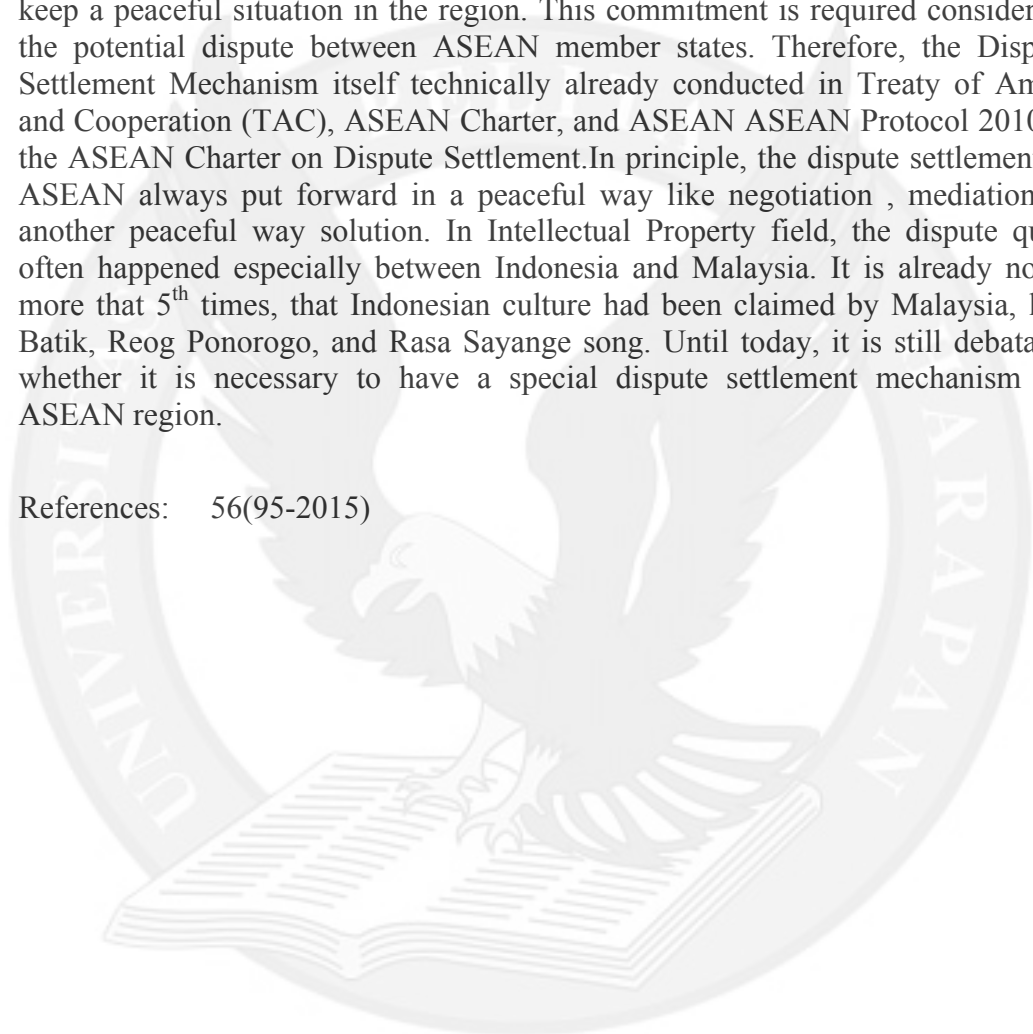 keep a peaceful situation in the region. This commitment is required consider
the potential dispute between ASEAN member states. Therefore, the Disp
Settlement Mechanism itself technically already conducted in Treaty of Am
and Cooperation (TAC), ASEAN Charter, and ASEAN ASEAN Protocol 2010
the ASEAN Charter on Dispute Settlement.In principle, the dispute settlemen
ASEAN always put forward in a peaceful way like negotiation , mediation
another peaceful way solution. In Intellectual Property field, the dispute qu
often happened especially between Indonesia and Malaysia. It is already no
more that 5th times, that Indonesian culture had been claimed by Malaysia, l
Batik, Reog Ponorogo, and Rasa Sayange song. Until today, it is still debata
whether it is necessary to have a special dispute settlement mechanism
ASEAN region.
References: 56(95-2015)